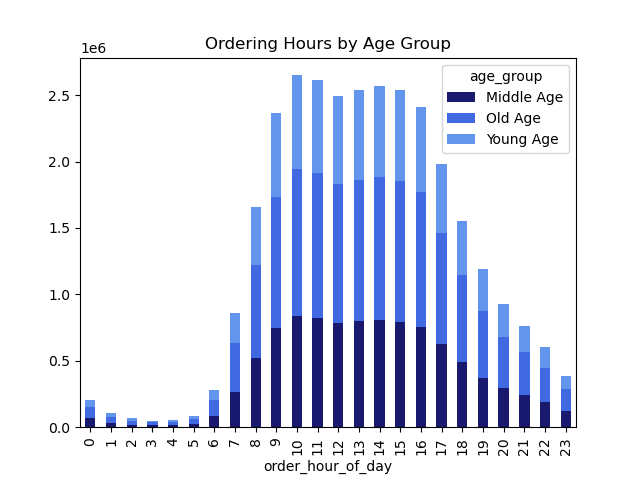 Ordering Hours by Age Group
1e6
age_group
Middle Age
Old Age
Young Age
2.5
2.0
1.5
1.0
0.5
0.0
0 1 2 3 4 5 6 7 8 9 10 11 12 13 14 15 16 17 18 19 20 21 22 23
order_hour_of_day